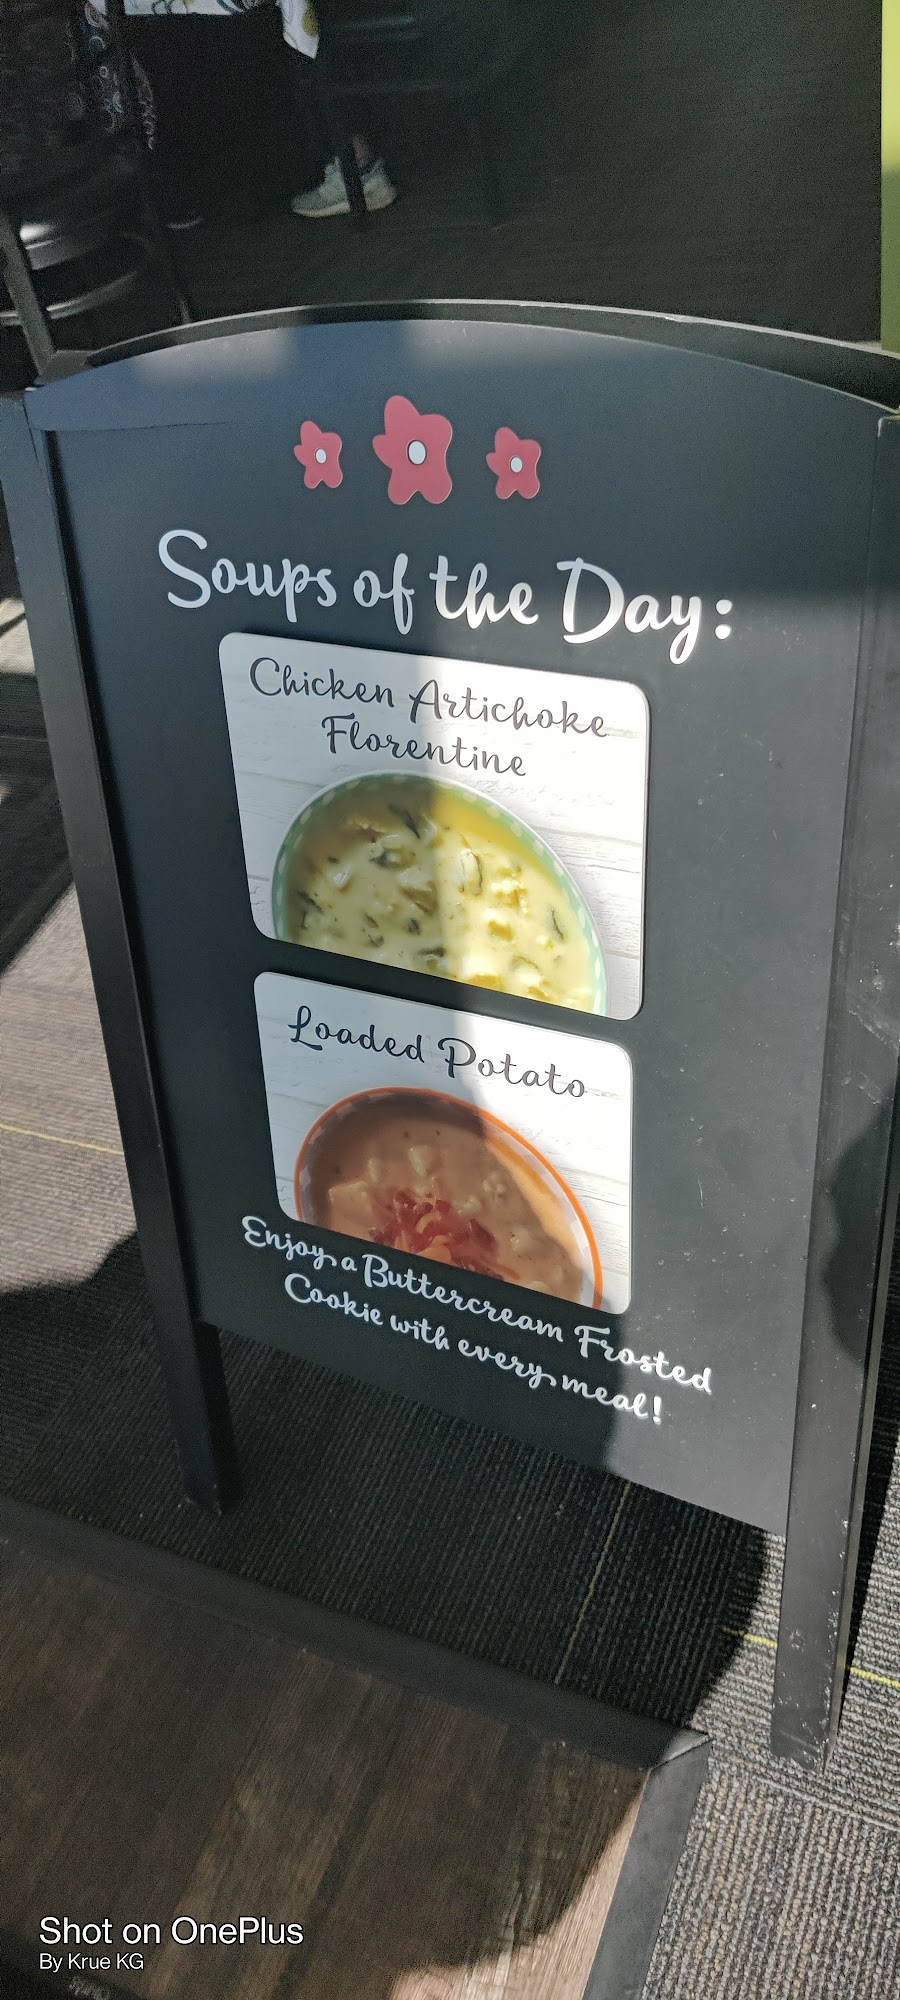 Soups of the Day:
Chicken Artichoke
Florentine
Loaded Potato
Enjoy a Buttercream Frosted
Cookie with every meal!
Shot on OnePlus
By Krue KG